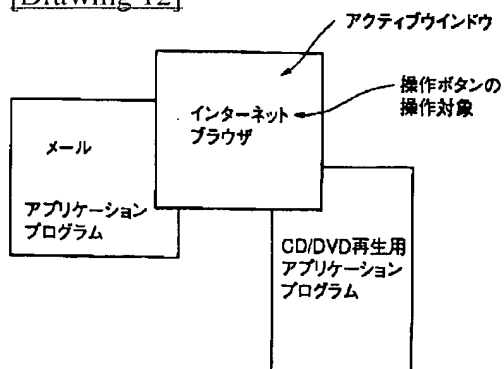 [Drawing 12]
アクティブウインドウ
操作ボタンの
操作対象
インターネット
ブラウザ
メール
アプリケーション
プログラム
CD/DVD再生用
アプリケーション
プログラム